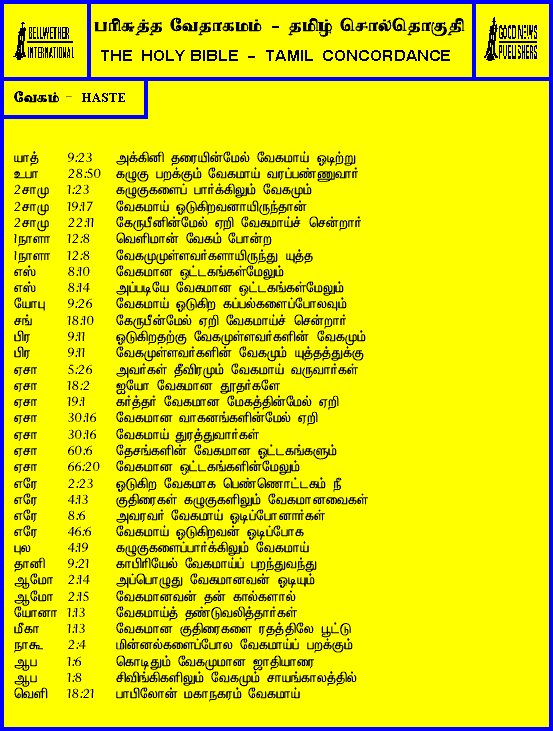 BELLWETHER
INTERNATIONAL
பரிசுத்த வேதாகமம் - தமிழ் சொல்தொகுதி
THE HOLY BIBLE - TAMIL CONCORDANCE
GOOD NEWS
PUBLISHERS
வேகம் - HASTE
யாத் 9:23 அக்கினி தரையின்மேல் வேகமாய் ஓடிற்று
உபா 28:50 கழுகு பறக்கும் வேகமாய் வரப்பண்ணுவார்
2சாமு 1:23 கழுகுகளைப் பார்க்கிலும் வேகமும்
2சாமு 19:17 வேகமாய் ஓடுகிறவனாயிருந்தான்
2சாமு 22:11 கேருபீனின்மேல் ஏறி வேகமாய்ச் சென்றார்
1நாளா 12:8 வெளிமான் வேகம் போன்ற
1நாளா 12:8 வேகமுமுள்ளவர்களாயிருந்து யுத்த
எஸ் 8:10 வேகமான ஒட்டகங்கள்மேலும்
எஸ் 8:14 அப்படியே வேகமான ஒட்டகங்கள்மேலும்
யோபு 9:26 வேகமாய் ஓடுகிற கப்பல்களைப்போலவும்
சங் 18:10 கேருபீன்மேல் ஏறி வேகமாய்ச் சென்றார்
பிர 9:11 ஓடுகிறதற்கு வேகமுள்ளவர்களின் வேகமும்
பிர 9:11 வேகமுள்ளவர்களின் வேகமும் யுத்தத்துக்கு
ஏசா 5:26 அவர்கள் தீவிரமும் வேகமாய் வருவார்கள்
ஏசா 18:2 ஐயோ வேகமான தூதர்களே
ஏசா 19:1 கர்த்தர் வேகமான மேகத்தின்மேல் ஏறி
ஏசா 30:16 வேகமான வாகனங்களின்மேல் ஏறி
ஏசா 30:16 வேகமாய் துரத்துவார்கள்
ஏசா 60:6 தேசங்களின் வேகமான ஒட்டகங்களும்
ஏசா 66:20 வேகமான ஒட்டகங்களின்மேலும்
எரே 2:23 ஓடுகிற வேகமாக பெண்ணொட்டகம் நீ
எரே 4:13 குதிரைகள் கழுகுகளிலும் வேகமானவைகள்
எரே 8:6 அவரவர் வேகமாய் ஓடிப்போனார்கள்
எரே 46:6 வேகமாய் ஓடுகிறவன் ஓடிப்போக
புல 4:19 கழுகுகளைப்பார்க்கிலும் வேகமாய்
தானி 9:21 காபிரியேல் வேகமாய்ப் பறந்துவந்து
ஆமோ 2:14 அப்பொழுது வேகமானவன் ஓடியும்
ஆமோ 2:15 வேகமானவன் தன் கால்களால்
யோனா 1:13 வேகமாய்த் தண்டுவலித்தார்கள்
மீகா 1:13 வேகமான குதிரைகளை ரதத்திலே பூட்டு
நாகூ 2:4 மின்னல்களைப்போல வேகமாய்ப் பறக்கும்
ஆப 1:6 கொடிதும் வேகமுமான ஜாதியாரை
ஆப 1:8 சிவிங்கிகளிலும் வேகமும் சாயங்காலத்தில்
வெளி 18:21 பாபிலோன் மகாநகரம் வேகமாய்